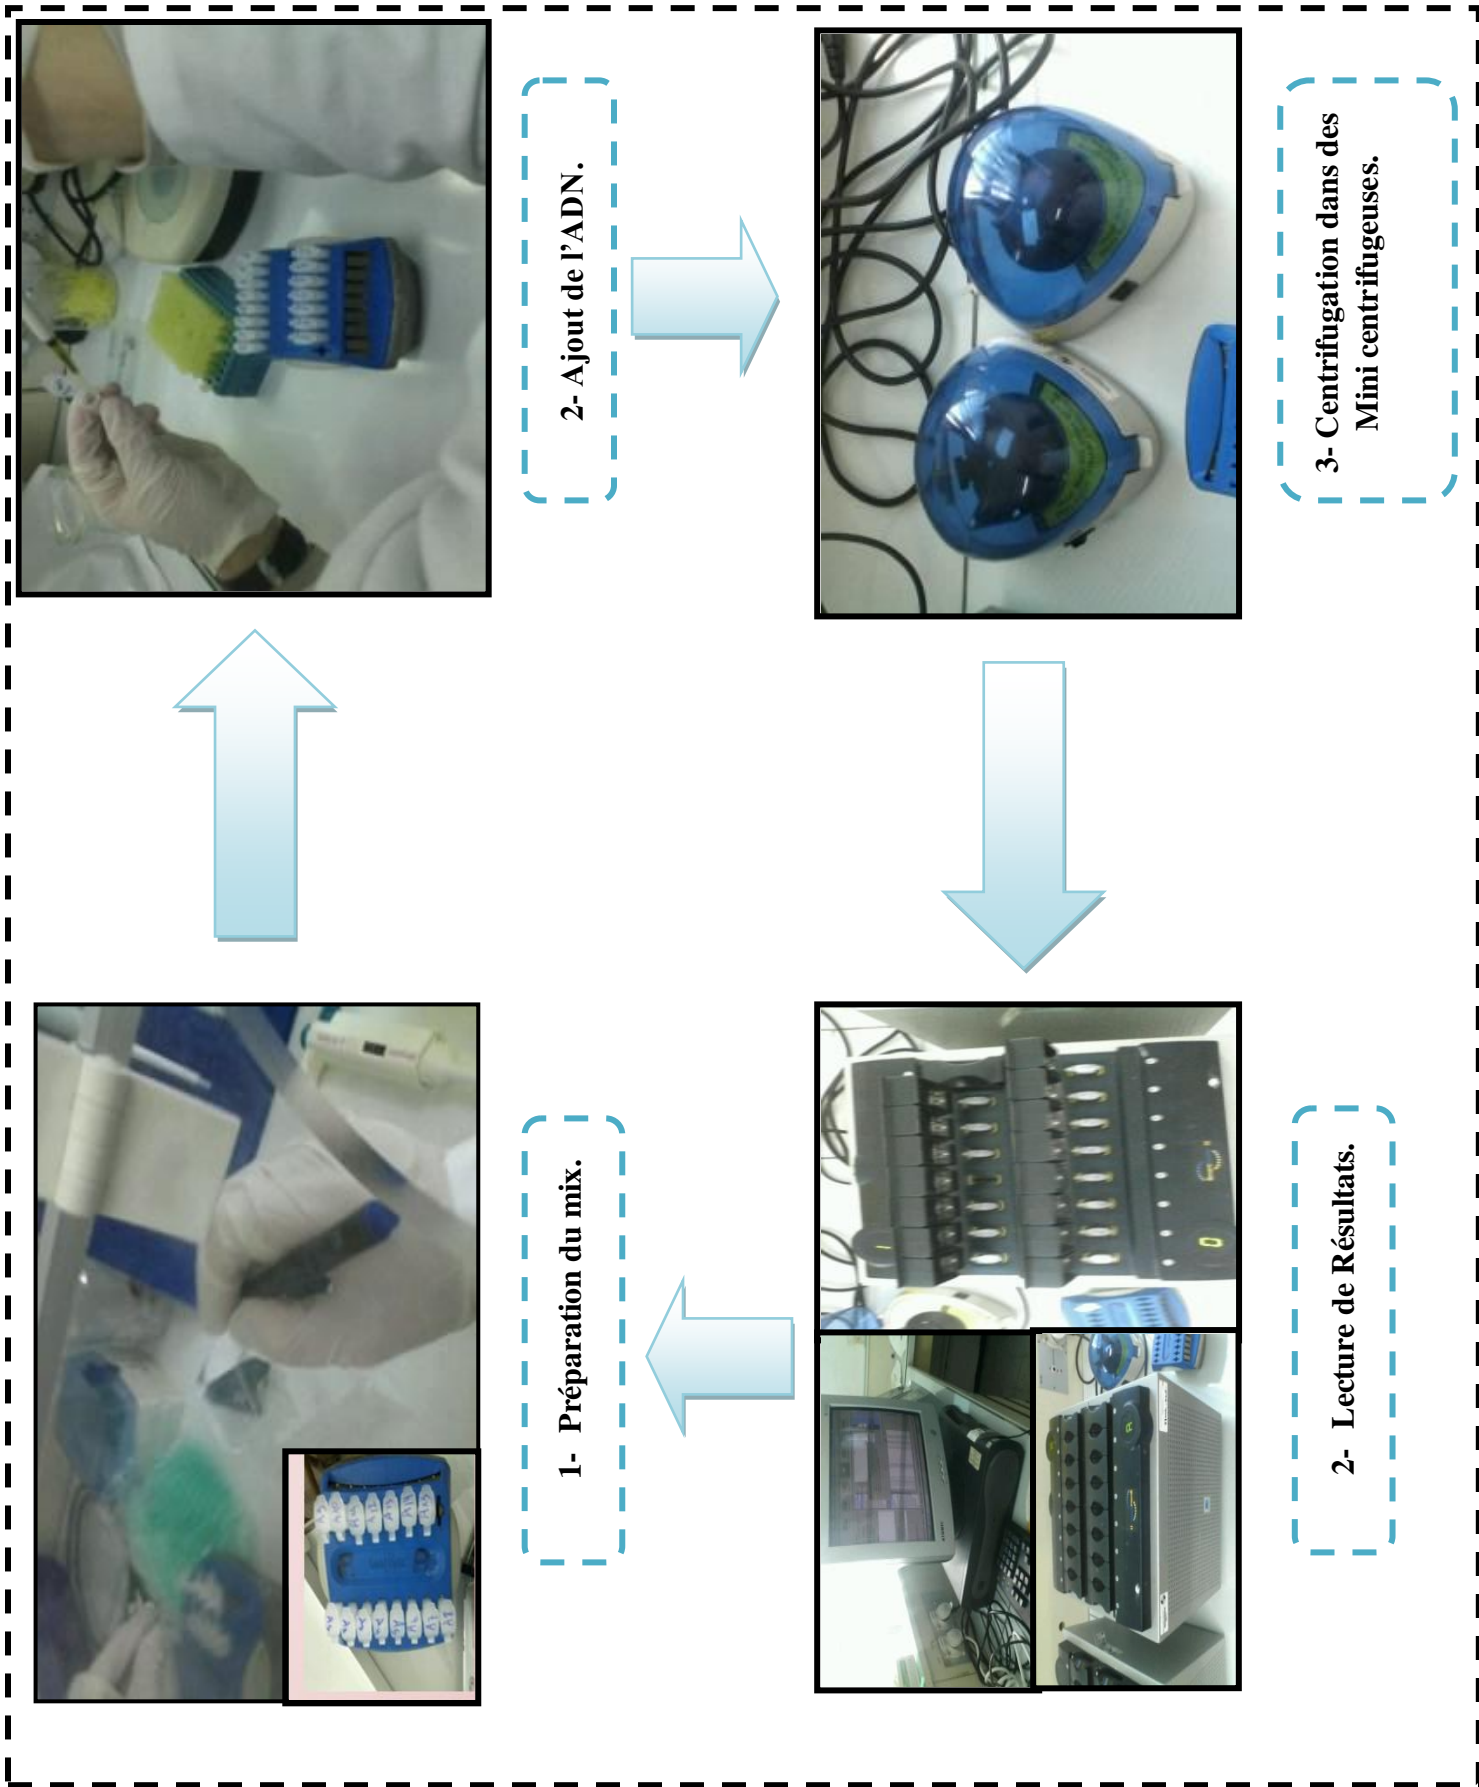 1- Préparation du mix.
2- Ajout de l'ADN.
3- Centrifugation dans des
Mini centrifugeuses.
2- Lecture de Résultats.